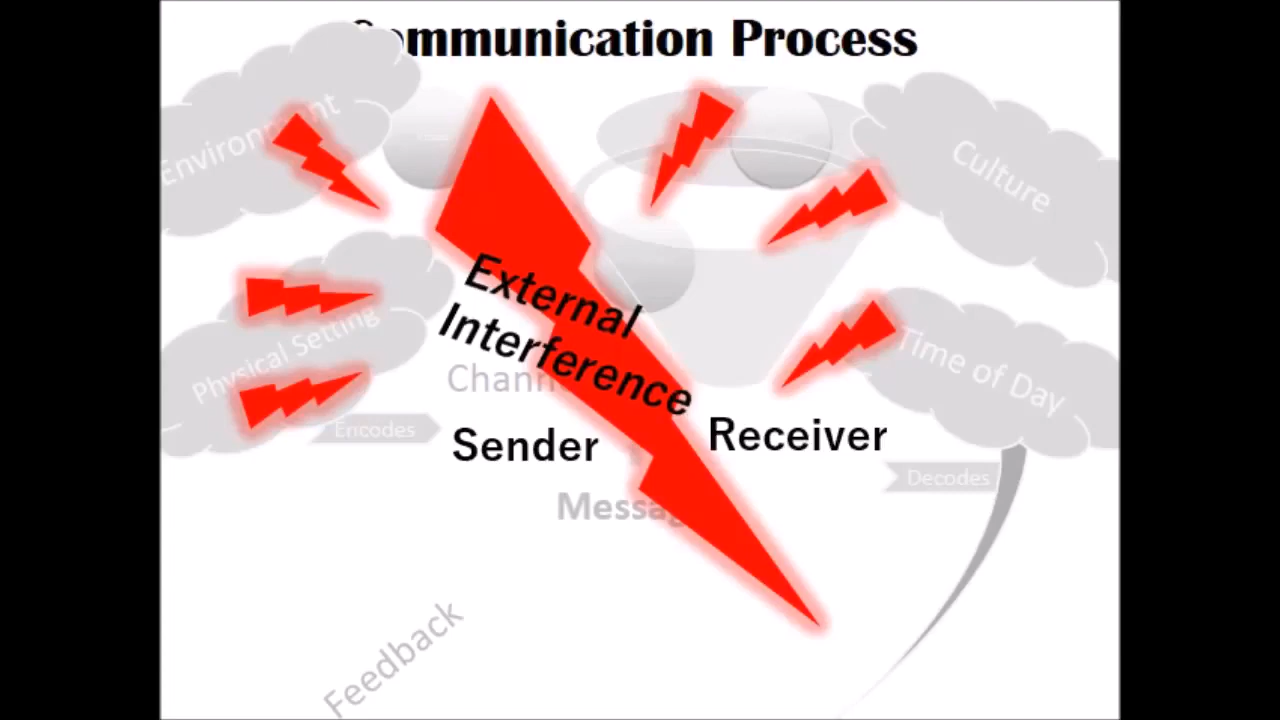 Communication Process
Environment
Culture
External
Interference
Physical Setting
Time of Day
Encodes
Sender
Receiver
Decodes
Feedback